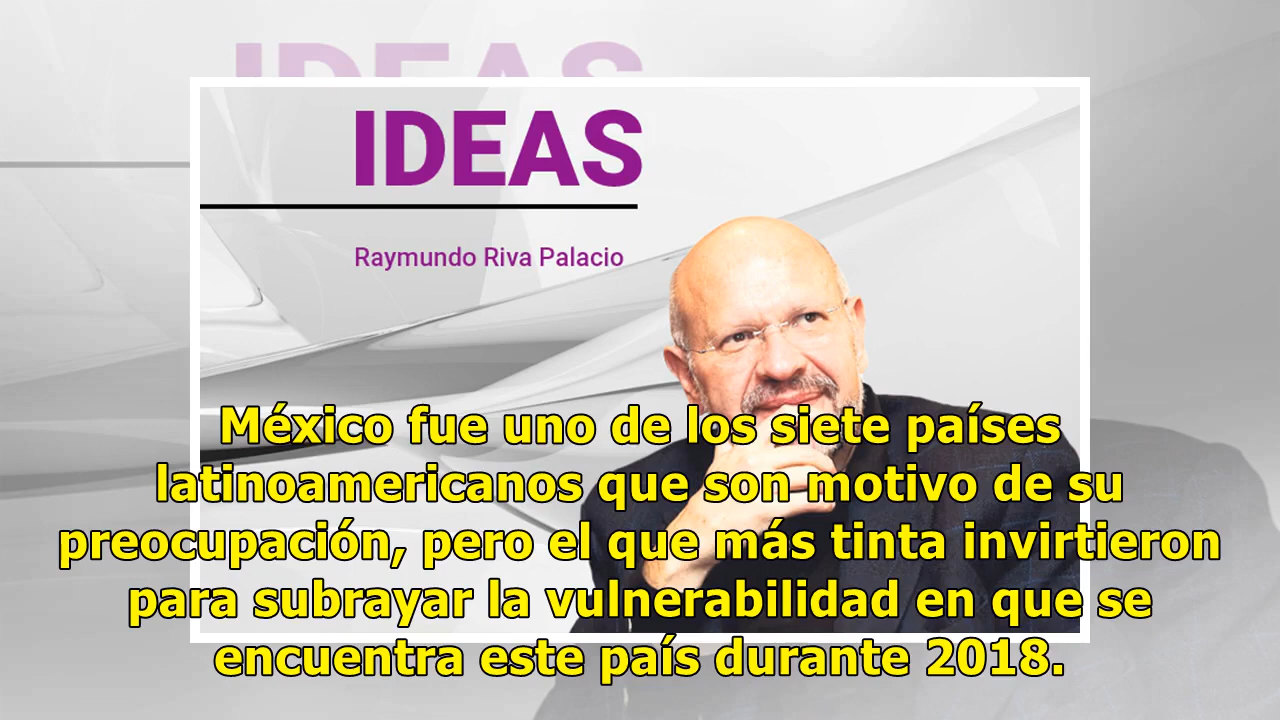 IDEAS
IDEAS
Raymundo Riva Palacio
México fue uno de los siete países
latinoamericanos que son motivo de su
preocupación, pero el que más tinta invirtieron
para subrayar la vulnerabilidad en que se
encuentra este país durante 2018.